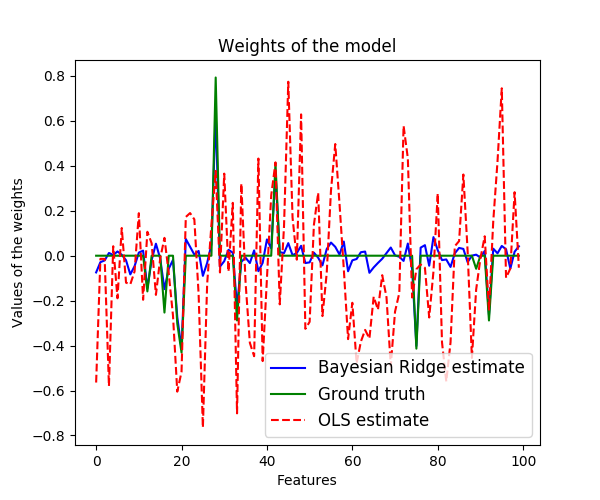 Weights of the model
Values of the weights
0.8
0.6
0.4
0.2
0.0
−0.2
−0.4
−0.6
−0.8
0
20
40
60
80
100
Features
Bayesian Ridge estimate
Ground truth
OLS estimate